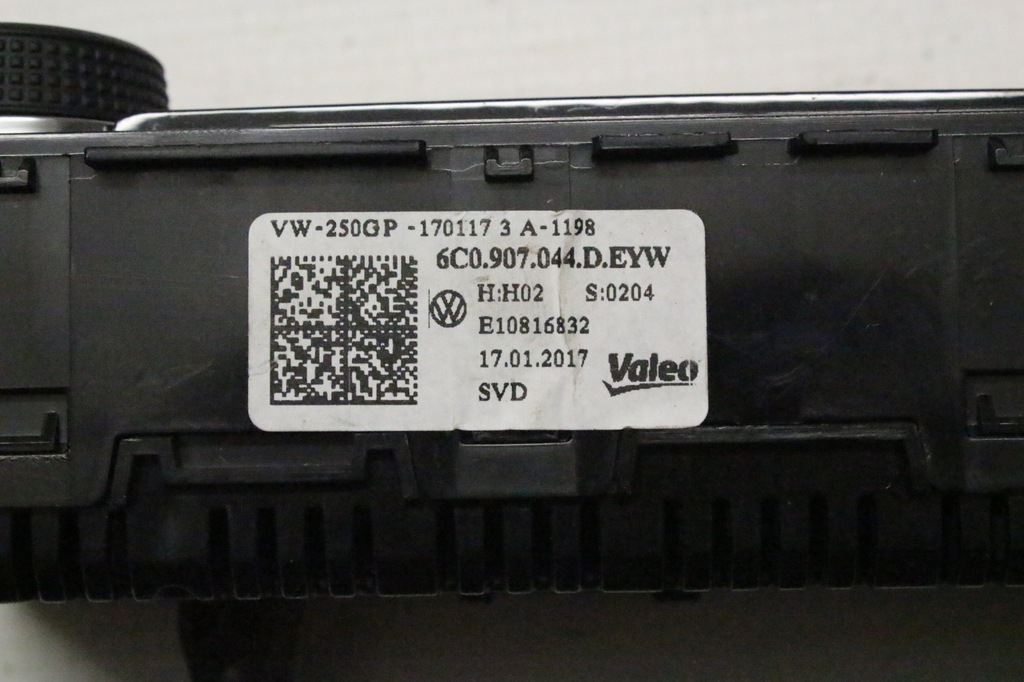 VW-250GP -170117 3 A-1198
6C0.907.044.D.EYW
H:H02 S:0204
E10816832
17.01.2017
SVD
Valeo